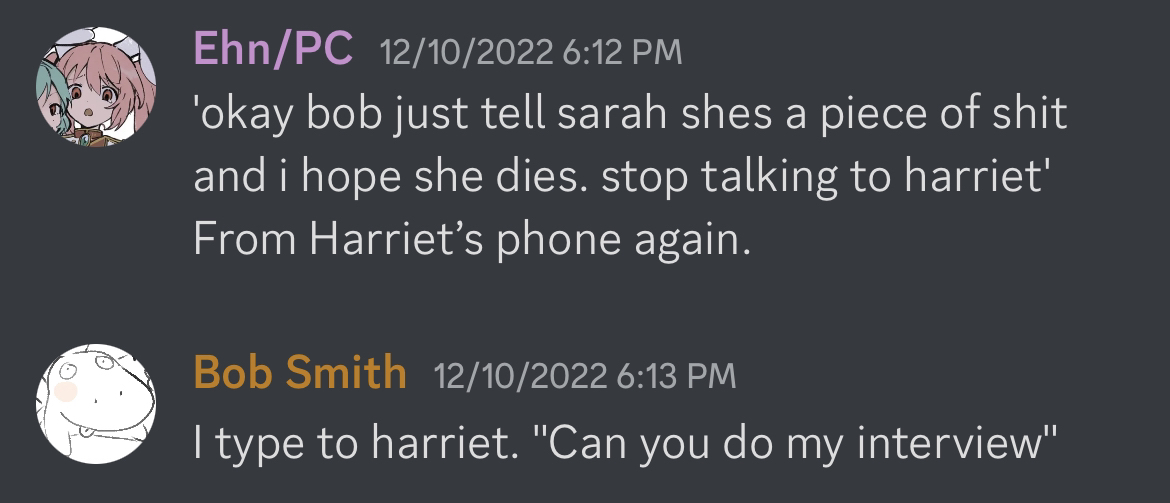 Ehn/PC 12/10/2022 6:12 PM
'okay bob just tell sarah shes a piece of shit
and i hope she dies. stop talking to harriet'
From Harriet’s phone again.
Bob Smith 12/10/2022 6:13 PM
I type to harriet. "Can you do my interview"